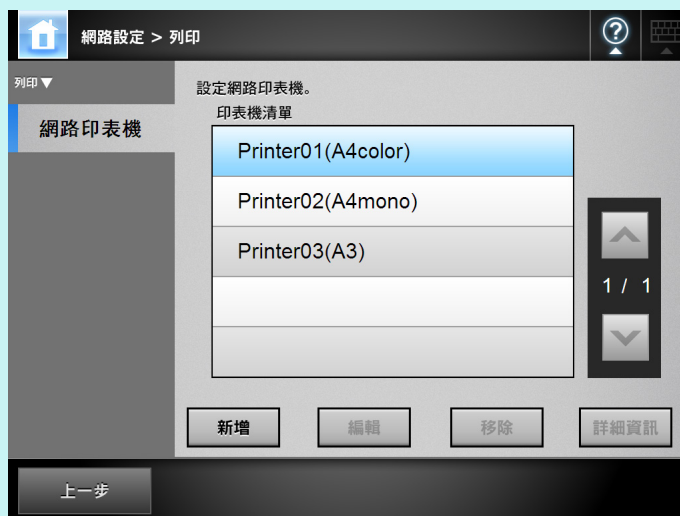 網路設定 > 列印
?
列印▼
網路印表機
設定網路印表機。
印表機清單
Printer01(A4color)
Printer02(A4mono)
Printer03(A3)
1 / 1
新增
編輯
移除
詳細資訊
上一步